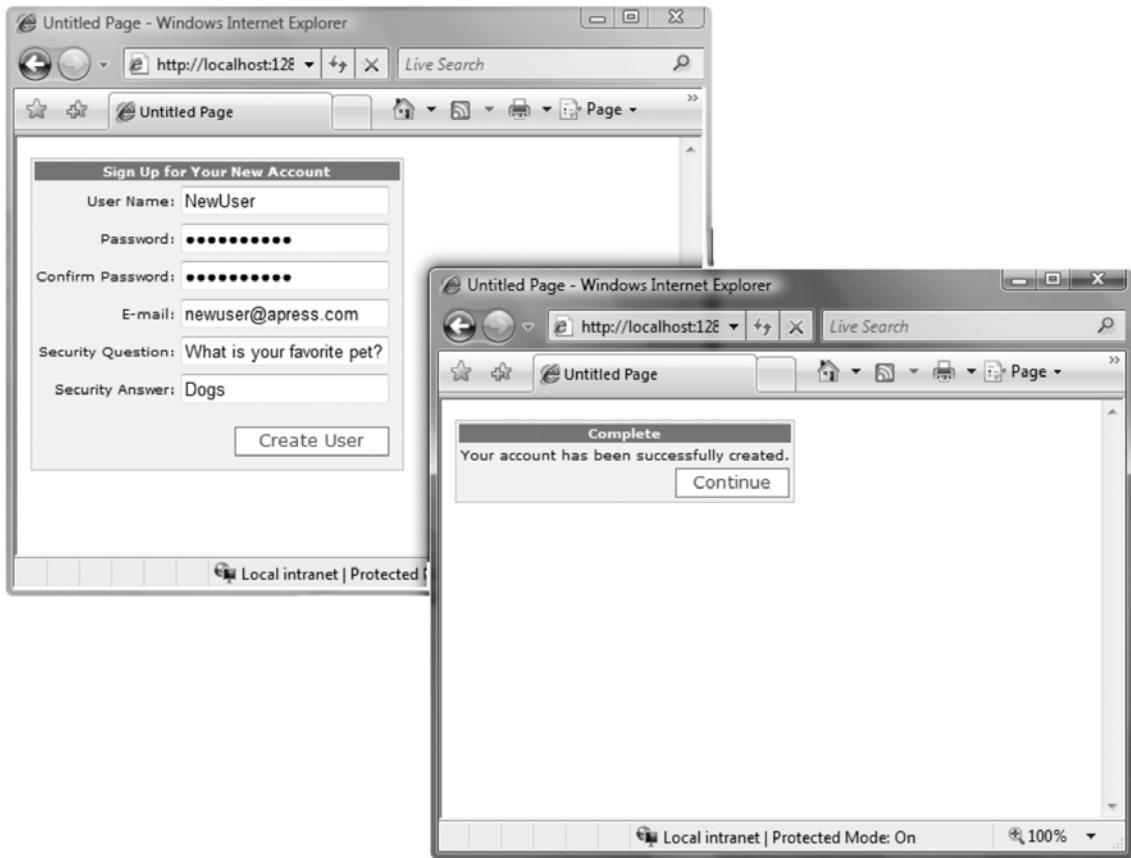 Untitled Page - Windows Internet Explorer
http://localhost:128
Live Search
Untitled Page
Page
Sign Up for Your New Account
User Name: NewUser
Password: ••••••••••
Confirm Password: ••••••••••
E-mail: newuser@apress.com
Security Question: What is your favorite pet?
Security Answer: Dogs
Create User
Local intranet | Protected
Untitled Page - Windows Internet Explorer
http://localhost:128
Live Search
Untitled Page
Page
Complete
Your account has been successfully created.
Continue
Local intranet | Protected Mode: On
100%